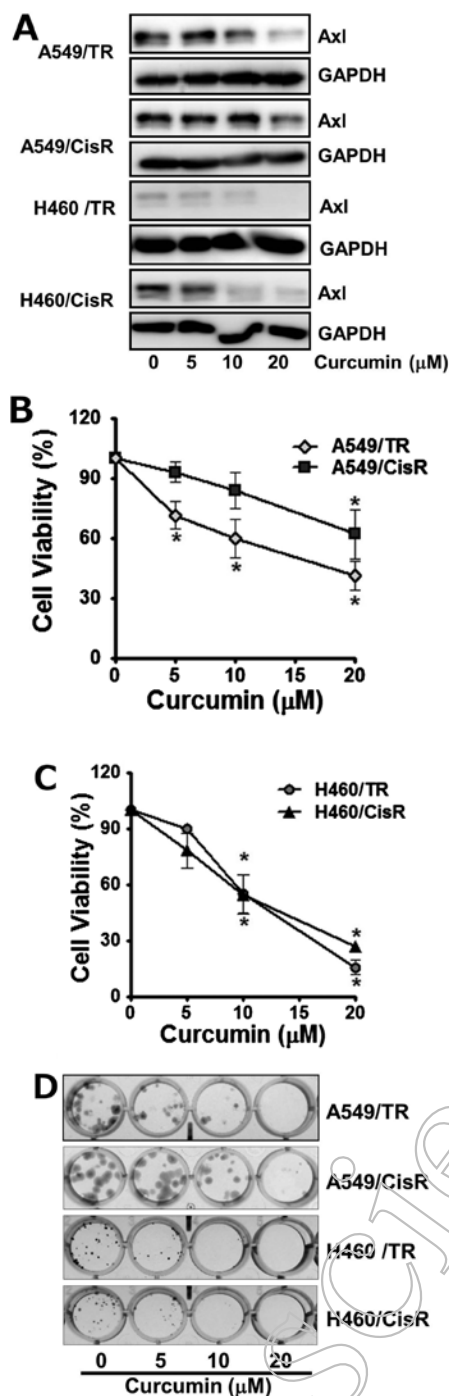 A
A549/TR
Axl
GAPDH
A549/CisR
Axl
GAPDH
H460 /TR
Axl
GAPDH
H460/CisR
Axl
GAPDH
0 5 10 20 Curcumin (μM)
B
Cell Viability (%)
120
90
60
30
0
A549/TR
A549/CisR
* * * *
0 5 10 15 20
Curcumin (μM)
C
Cell Viability (%)
120
90
60
30
0
H460/TR
H460/CisR
* * * *
0 5 10 15 20
Curcumin (μM)
D
A549/TR
A549/CisR
H460 /TR
H460/CisR
0 5 10 20
Curcumin (μM)